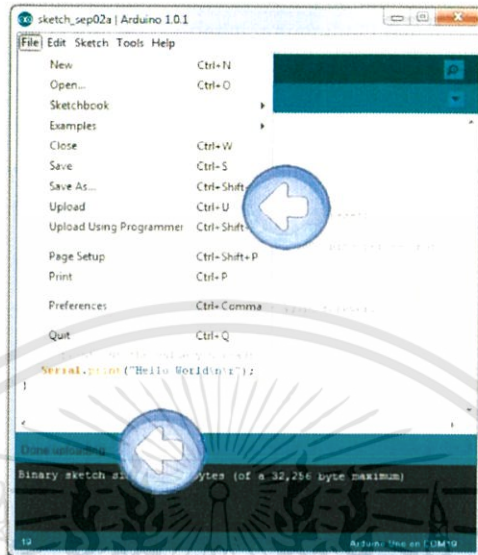 sketch_sep02a | Arduino 1.0.1
File Edit Sketch Tools Help
New Ctrl+N
Open... Ctrl+O
Sketchbook
Examples
Close Ctrl+W
Save Ctrl+S
Save As... Ctrl+Shift+
Upload Ctrl+U
Upload Using Programmer Ctrl+Shift+
Page Setup Ctrl+Shift+P
Print Ctrl+P
Preferences Ctrl+Comma
Quit Ctrl+Q
Serial.print("Hello World\n\r");
}
Done uploading
Binary sketch ytes (of a 32,256 byte maximum)
19 Arduino Uno on COM19